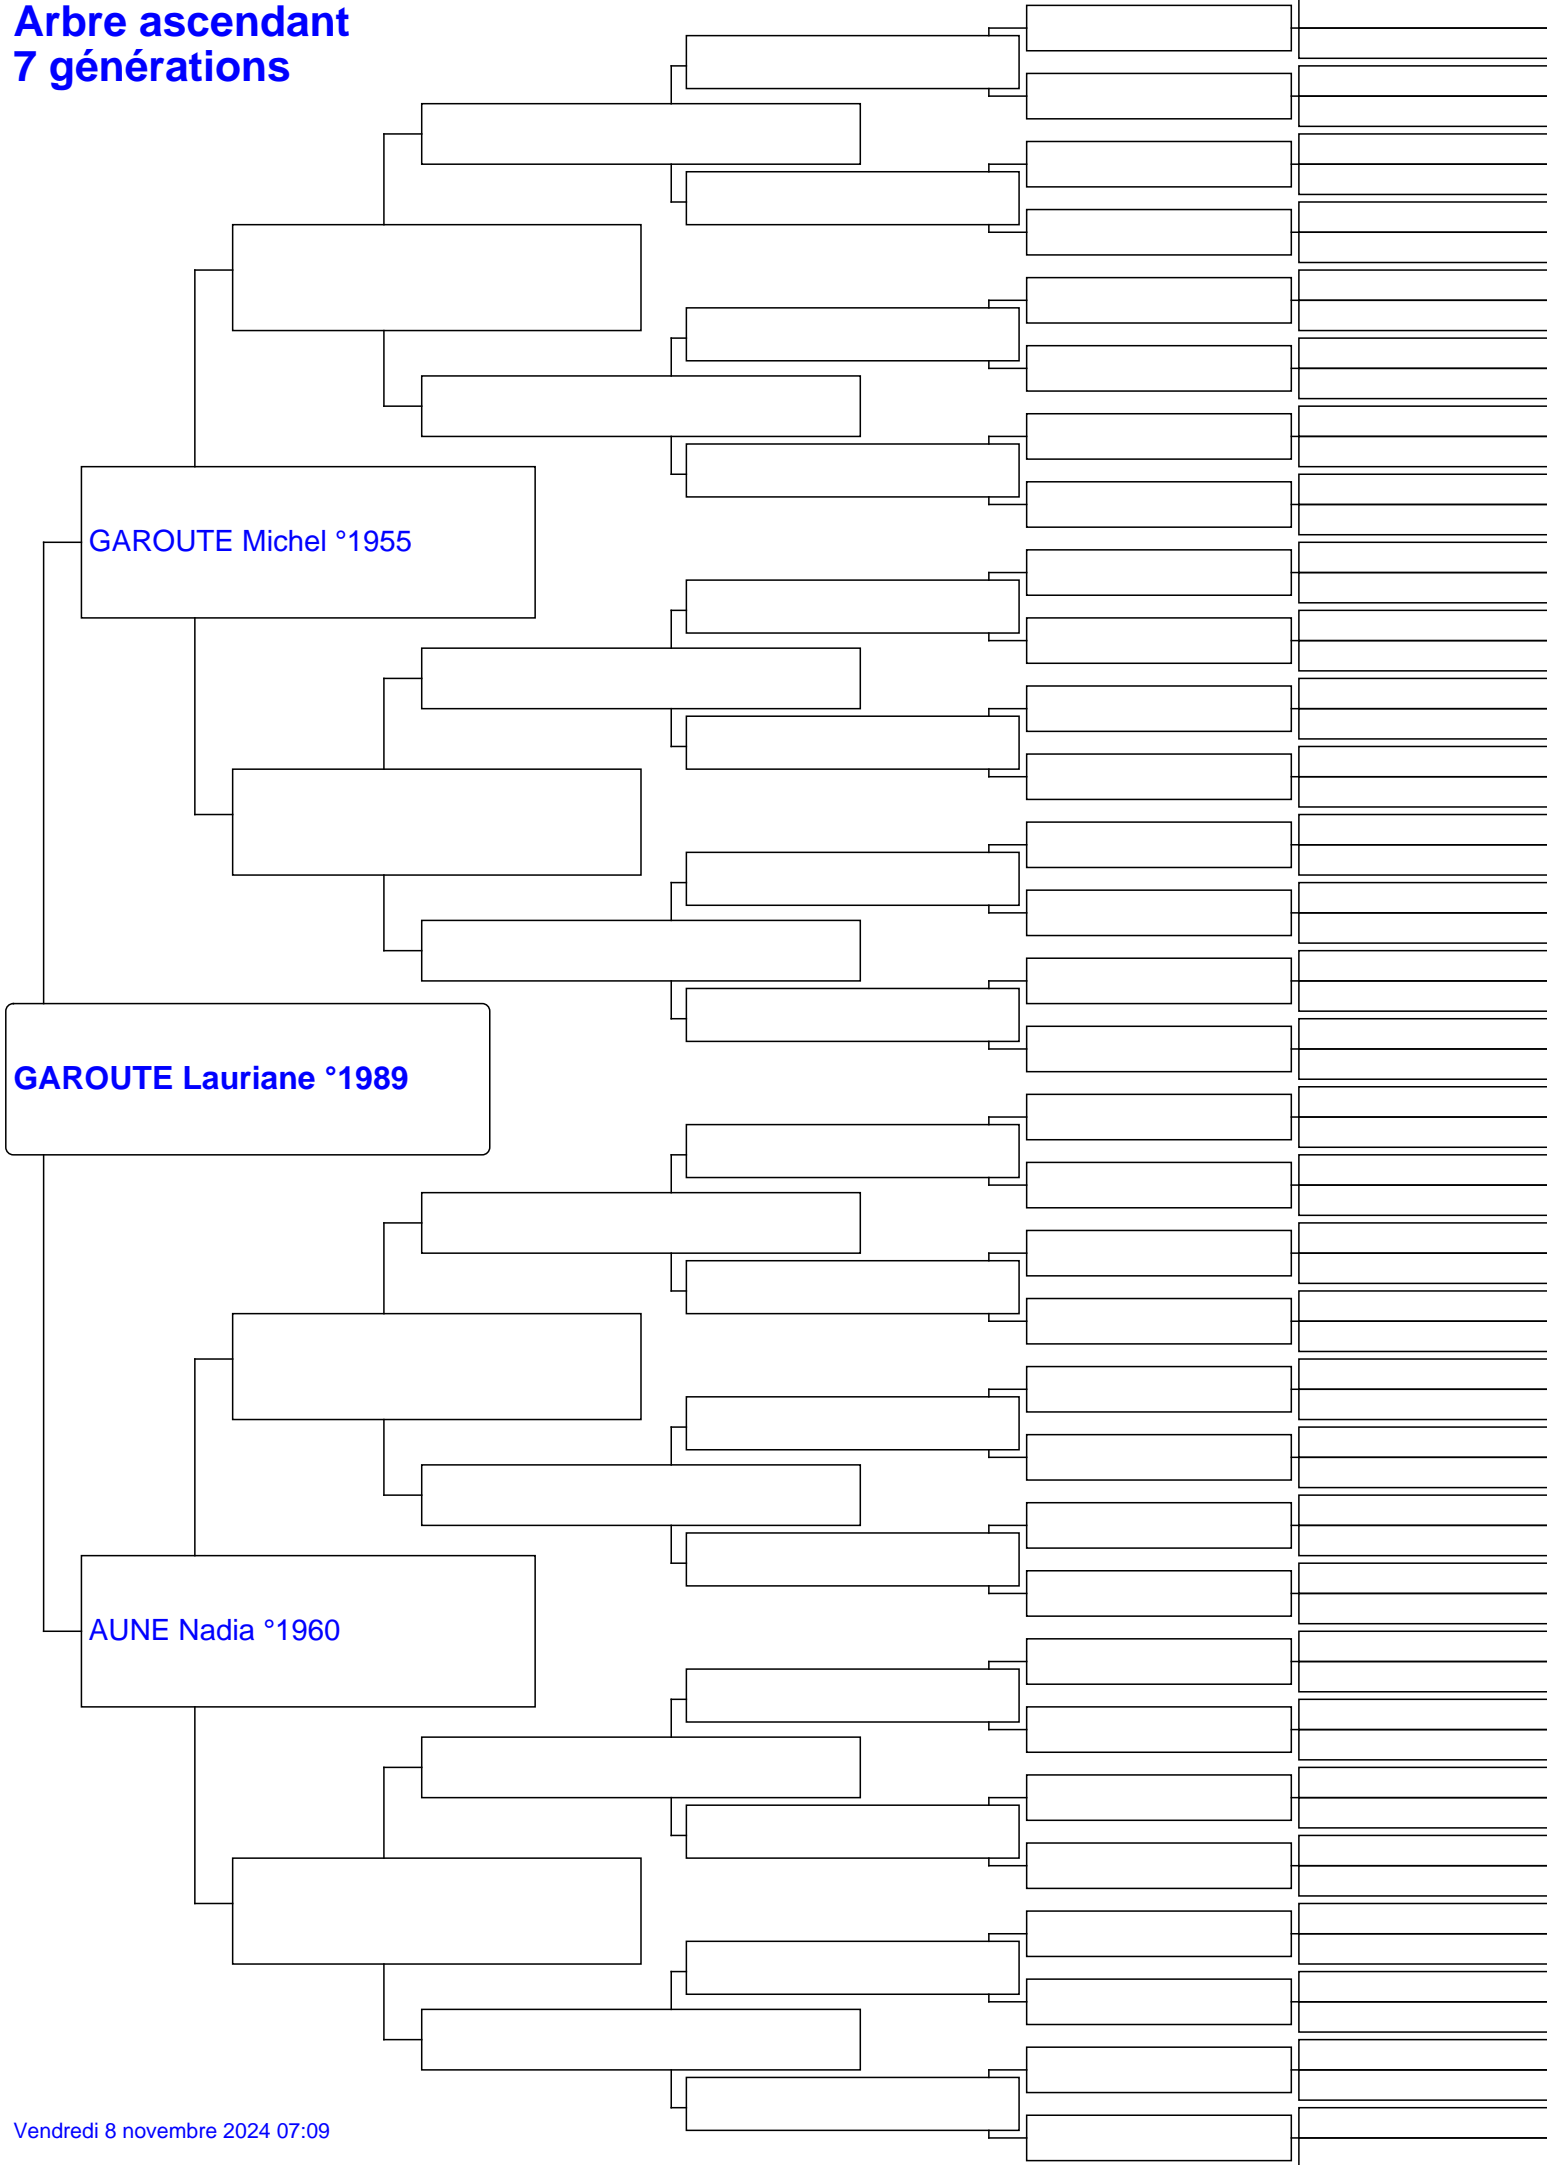 Arbre ascendant
7 générations
GAROUTE Michel °1955
GAROUTE Lauriane °1989
AUNE Nadia °1960
Vendredi 8 novembre 2024 07:09